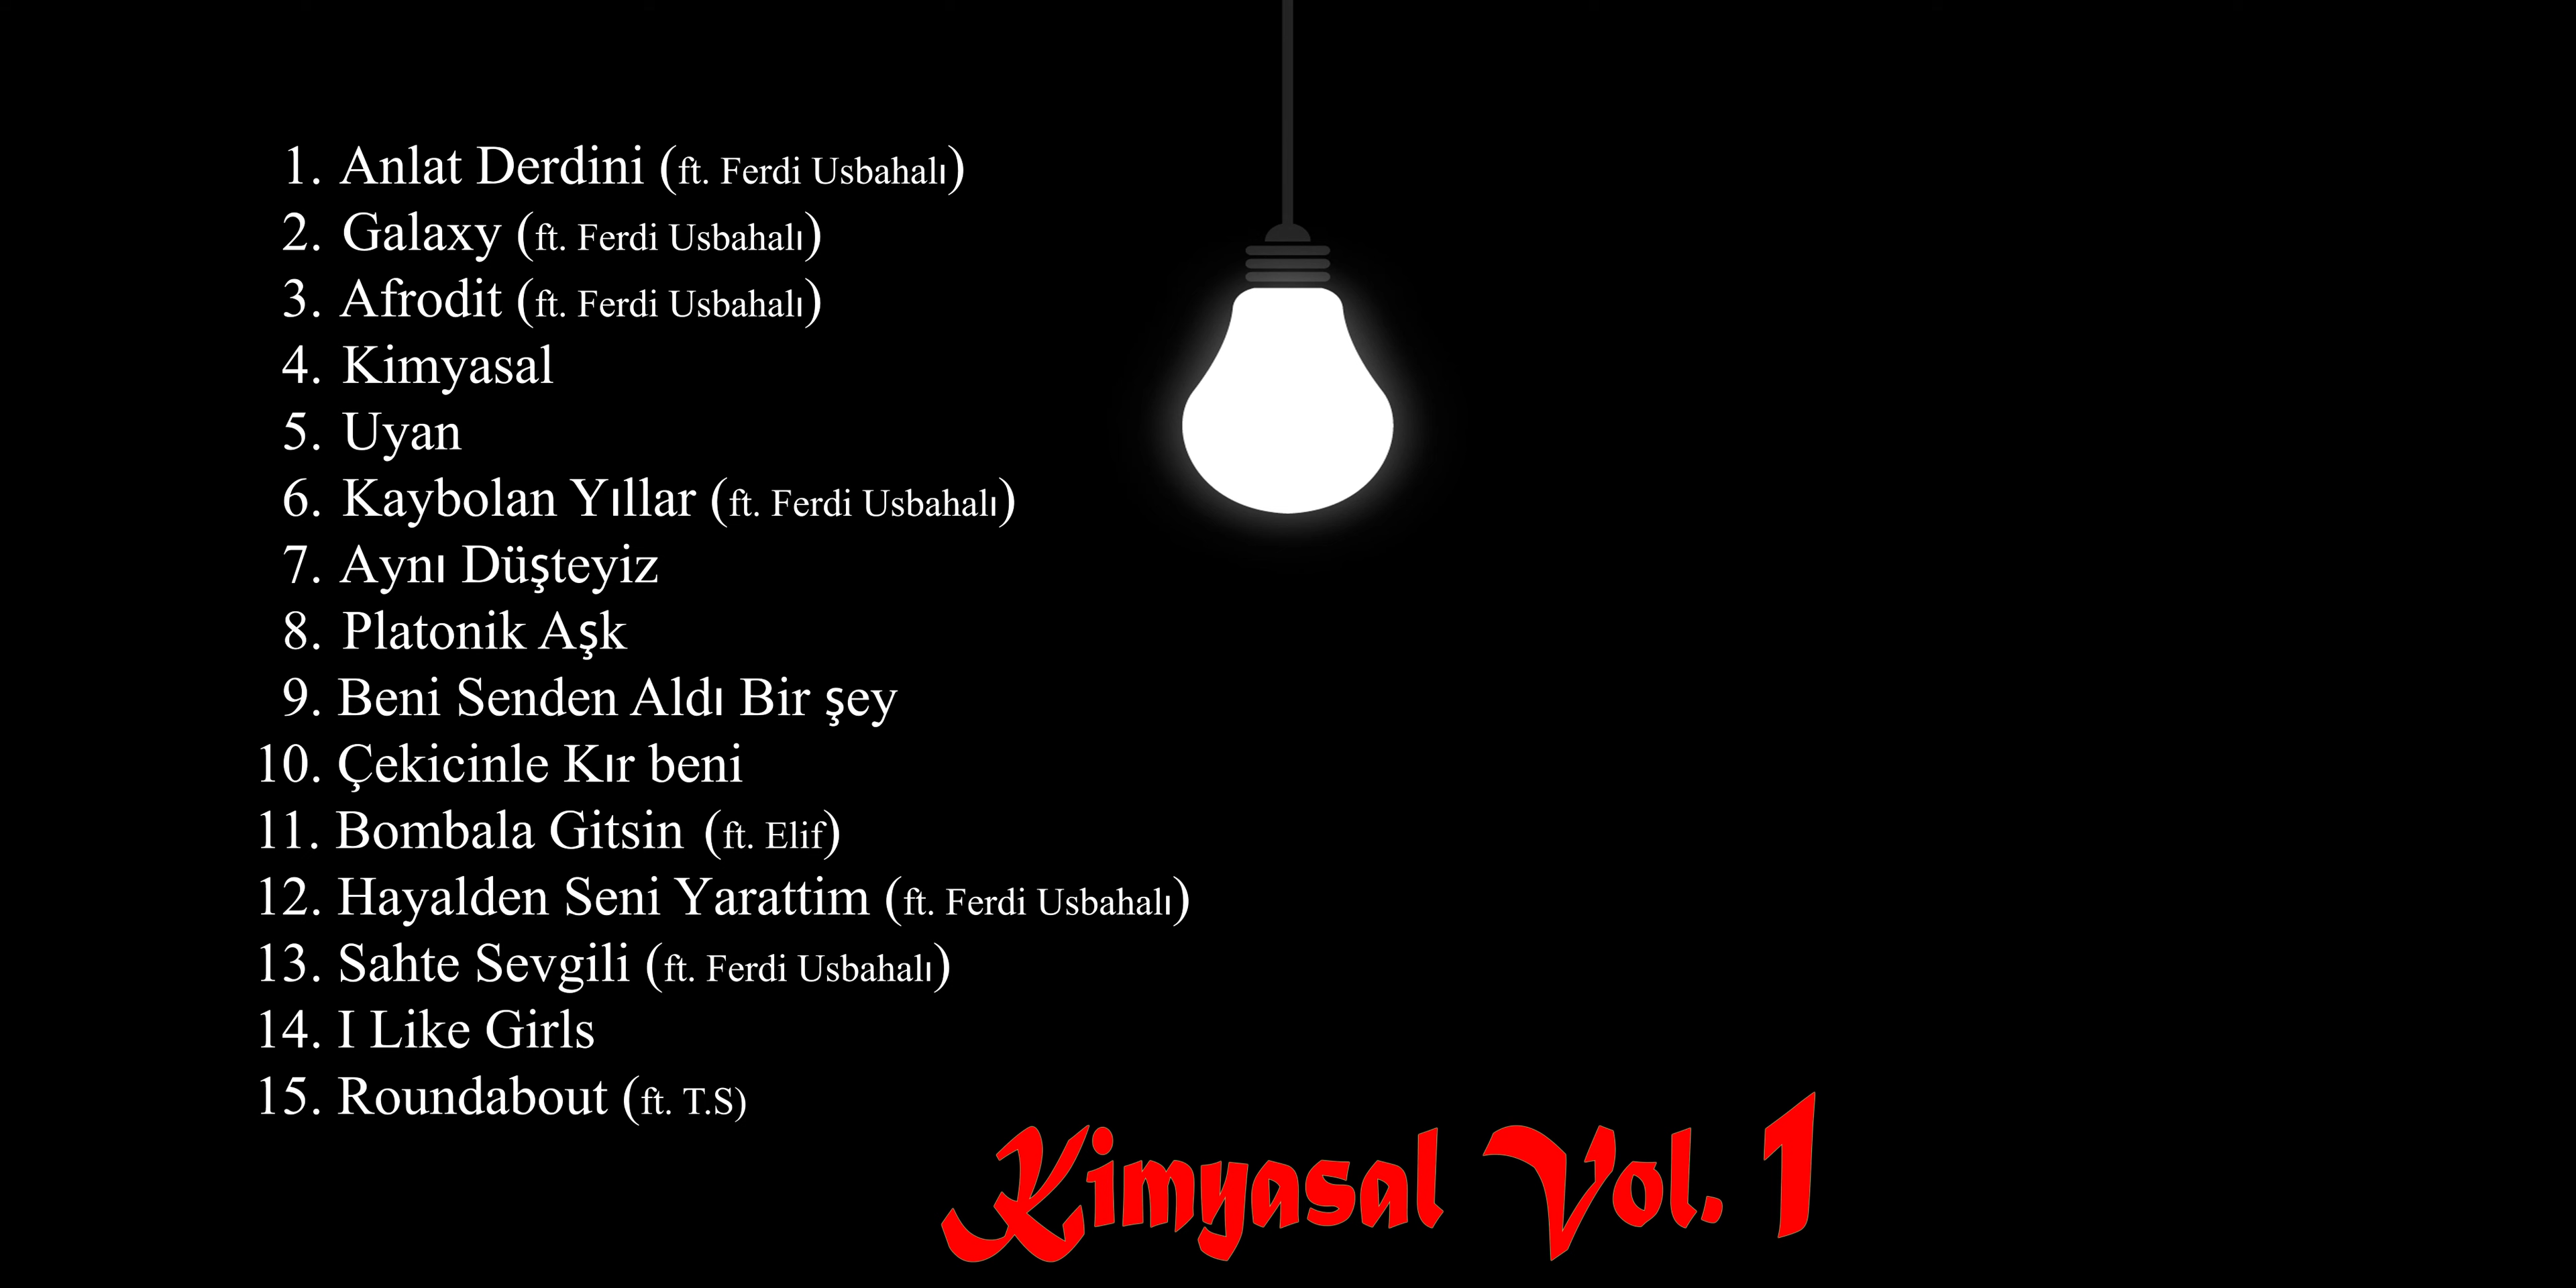 1. Anlat Derdini (ft. Ferdi Usbahalı)
2. Galaxy (ft. Ferdi Usbahalı)
3. Afrodit (ft. Ferdi Usbahalı)
4. Kimyasal
5. Uyan
6. Kaybolan Yıllar (ft. Ferdi Usbahalı)
7. Aynı Düşteyiz
8. Platonik Aşk
9. Beni Senden Aldı Bir şey
10. Çekicinle Kır beni
11. Bombala Gitsin (ft. Elif)
12. Hayalden Seni Yarattim (ft. Ferdi Usbahalı)
13. Sahte Sevgili (ft. Ferdi Usbahalı)
14. I Like Girls
15. Roundabout (ft. T.S)
Kimyasal Vol. 1